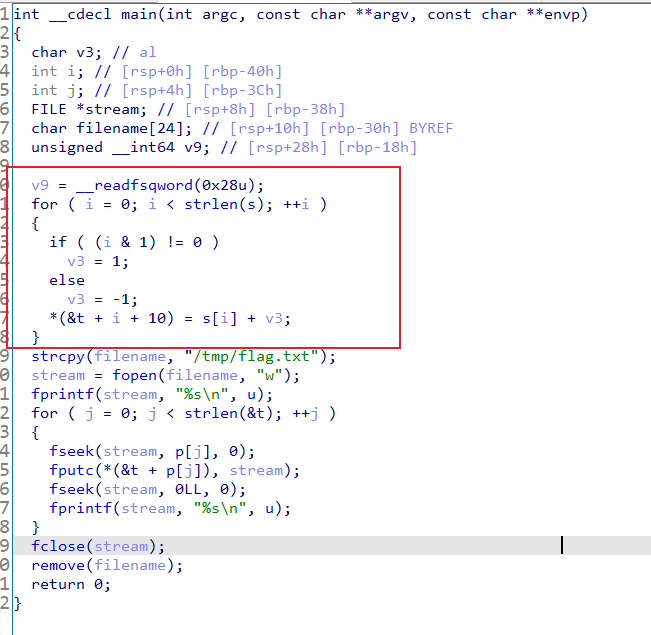 1 int __cdecl main(int argc, const char **argv, const char **envp)
2 {
3   char v3; // al
4   int i; // [rsp+0h] [rbp-40h]
5   int j; // [rsp+4h] [rbp-3Ch]
6   FILE *stream; // [rsp+8h] [rbp-38h]
7   char filename[24]; // [rsp+10h] [rbp-30h] BYREF
8   unsigned __int64 v9; // [rsp+28h] [rbp-18h]
9
0   v9 = __readfsqword(0x28u);
1   for ( i = 0; i < strlen(s); ++i )
2   {
3     if ( (i & 1) != 0 )
4       v3 = 1;
5     else
6       v3 = -1;
7     *(&t + i + 10) = s[i] + v3;
8   }
9   strcpy(filename, "/tmp/flag.txt");
0   stream = fopen(filename, "w");
1   fprintf(stream, "%s\n", u);
2   for ( j = 0; j < strlen(&t); ++j )
3   {
4     fseek(stream, p[j], 0);
5     fputc(*(&t + p[j]), stream);
6     fseek(stream, 0LL, 0);
7     fprintf(stream, "%s\n", u);
8   }
9   fclose(stream);
0   remove(filename);
1   return 0;
2 }